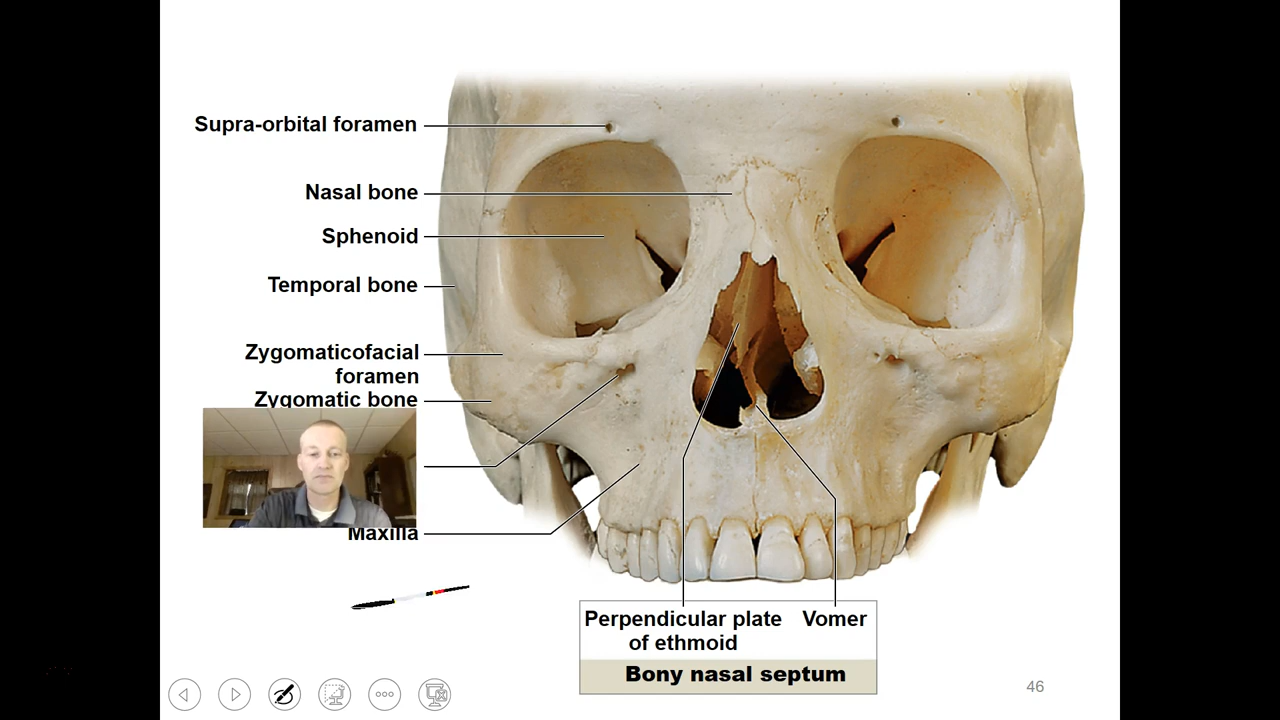 Supra-orbital foramen
Nasal bone
Sphenoid
Temporal bone
Zygomaticofacial
foramen
Zygomatic bone
Maxilla
Perpendicular plate
of ethmoid
Vomer
Bony nasal septum
46